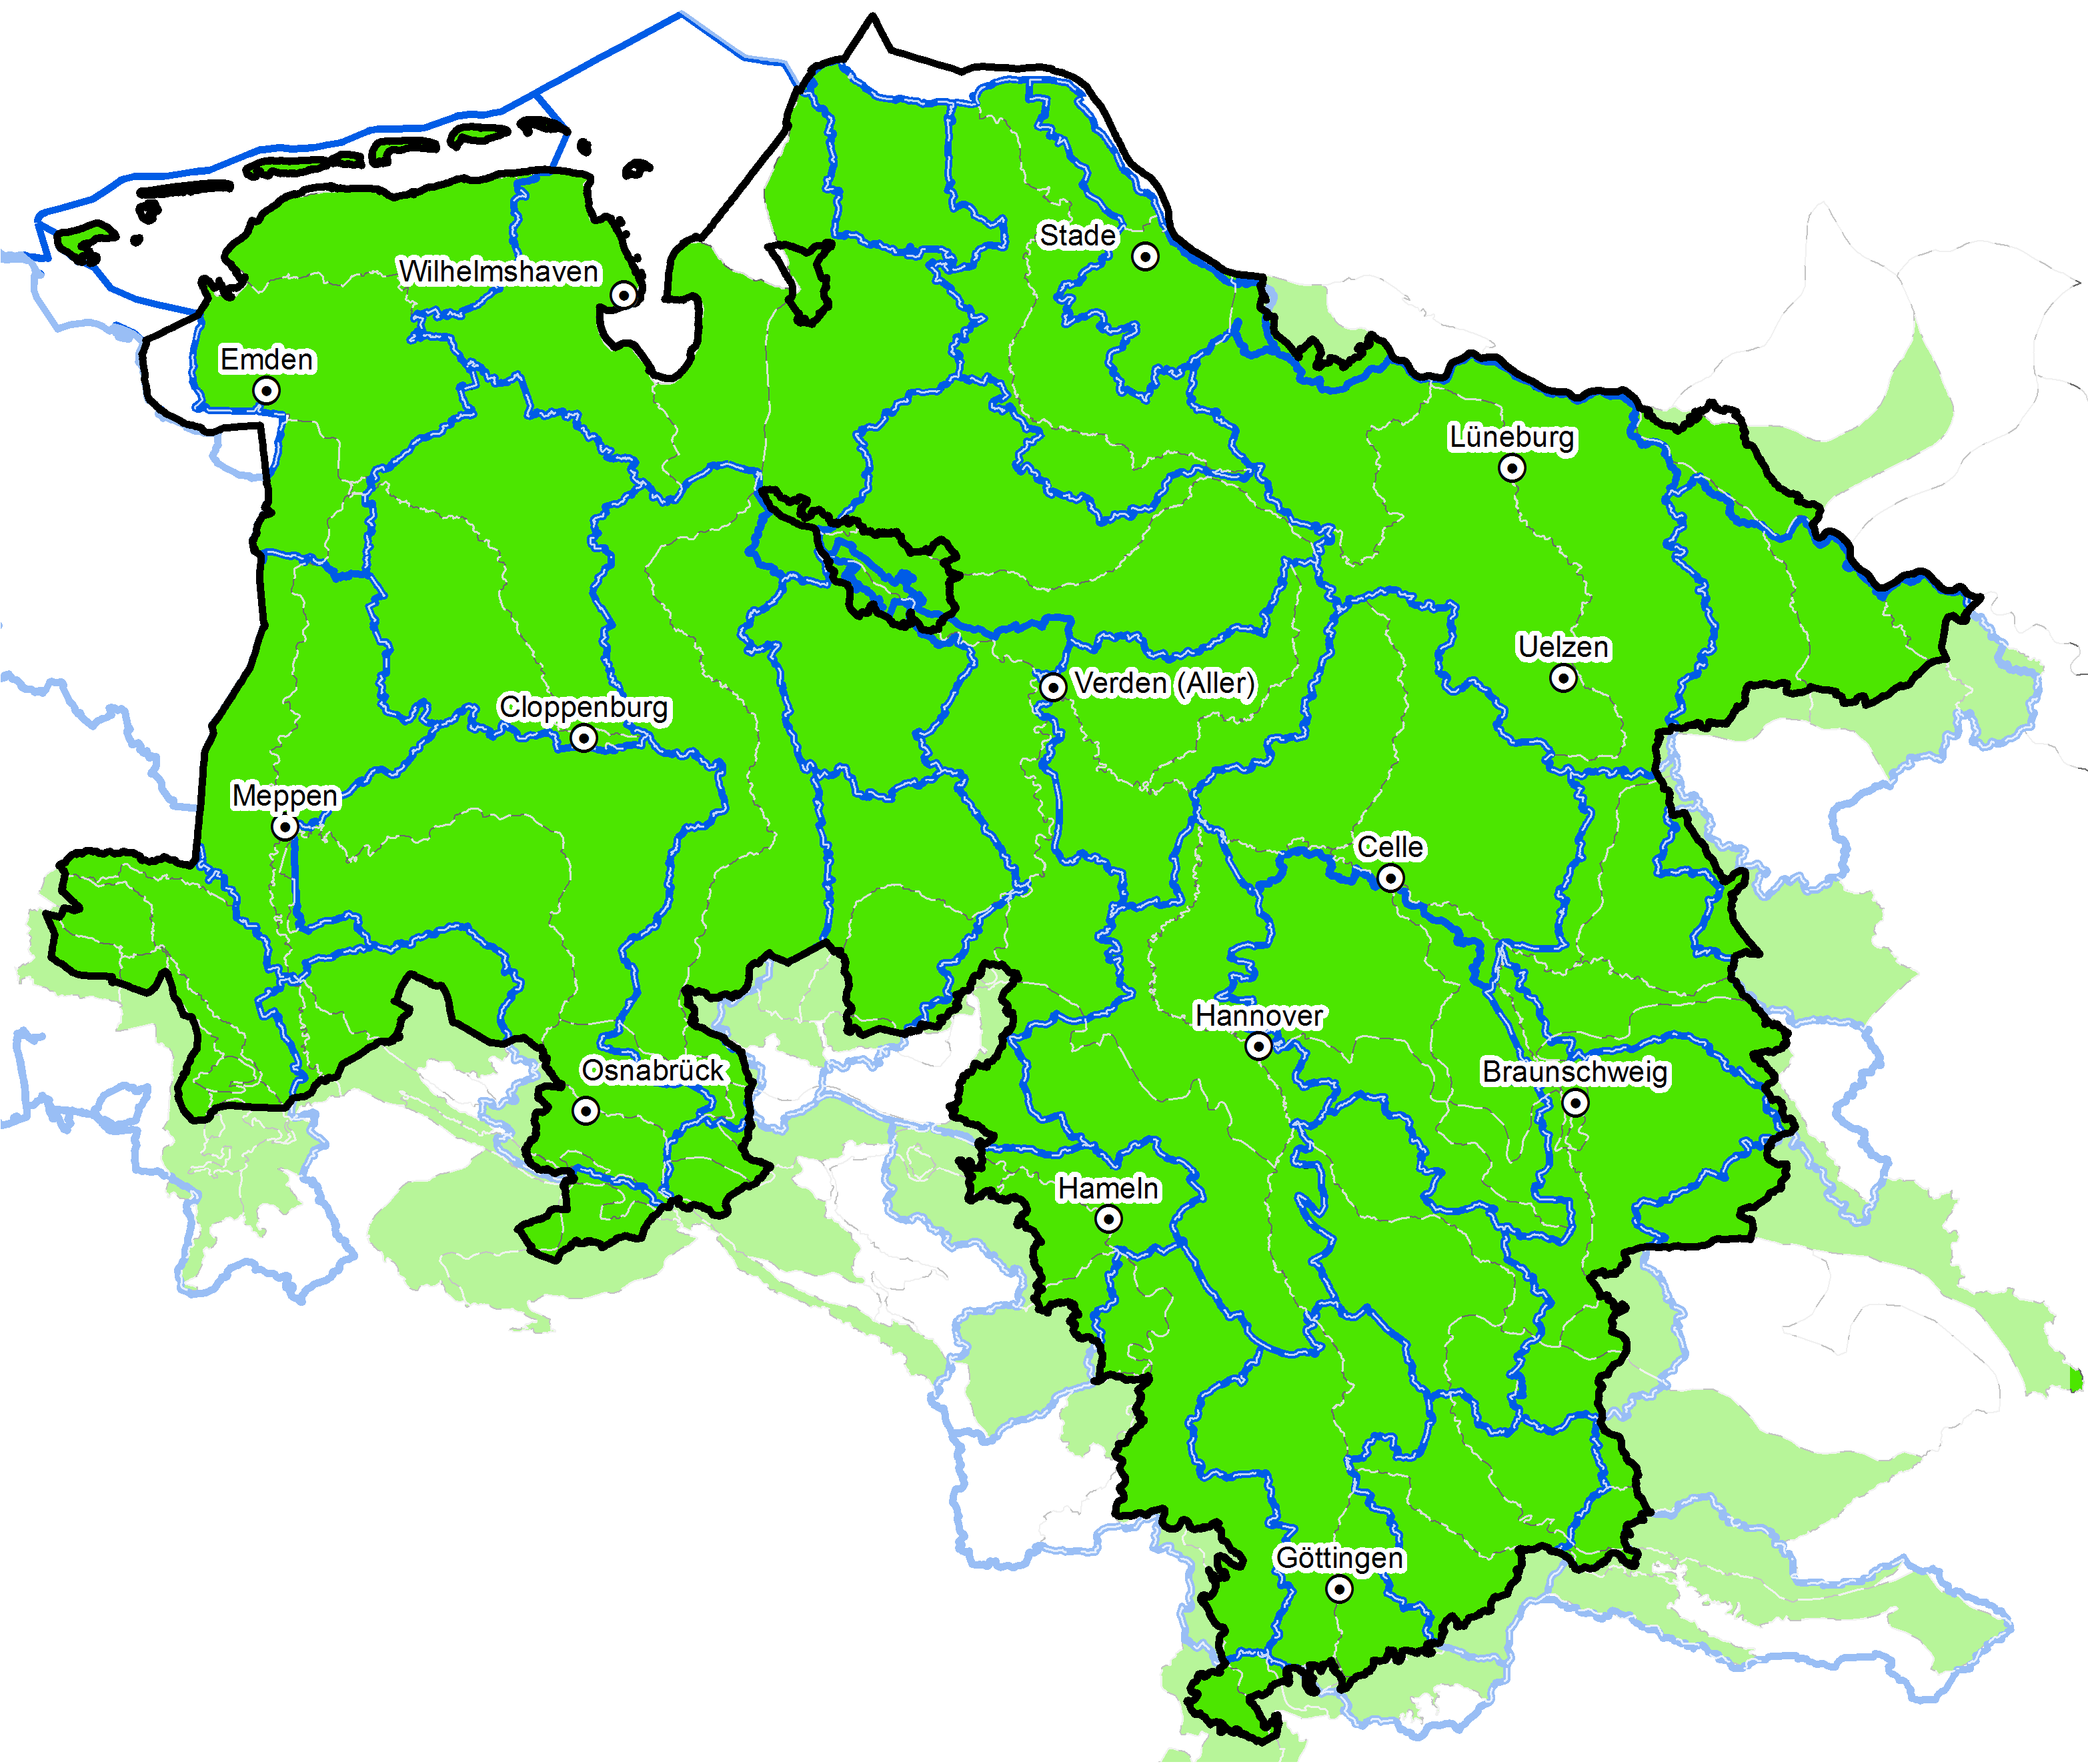 Stade
Wilhelmshaven
Emden
Lüneburg
Uelzen
Verden (Aller)
Cloppenburg
Meppen
Celle
Hannover
Osnabrück
Braunschweig
Hameln
Göttingen